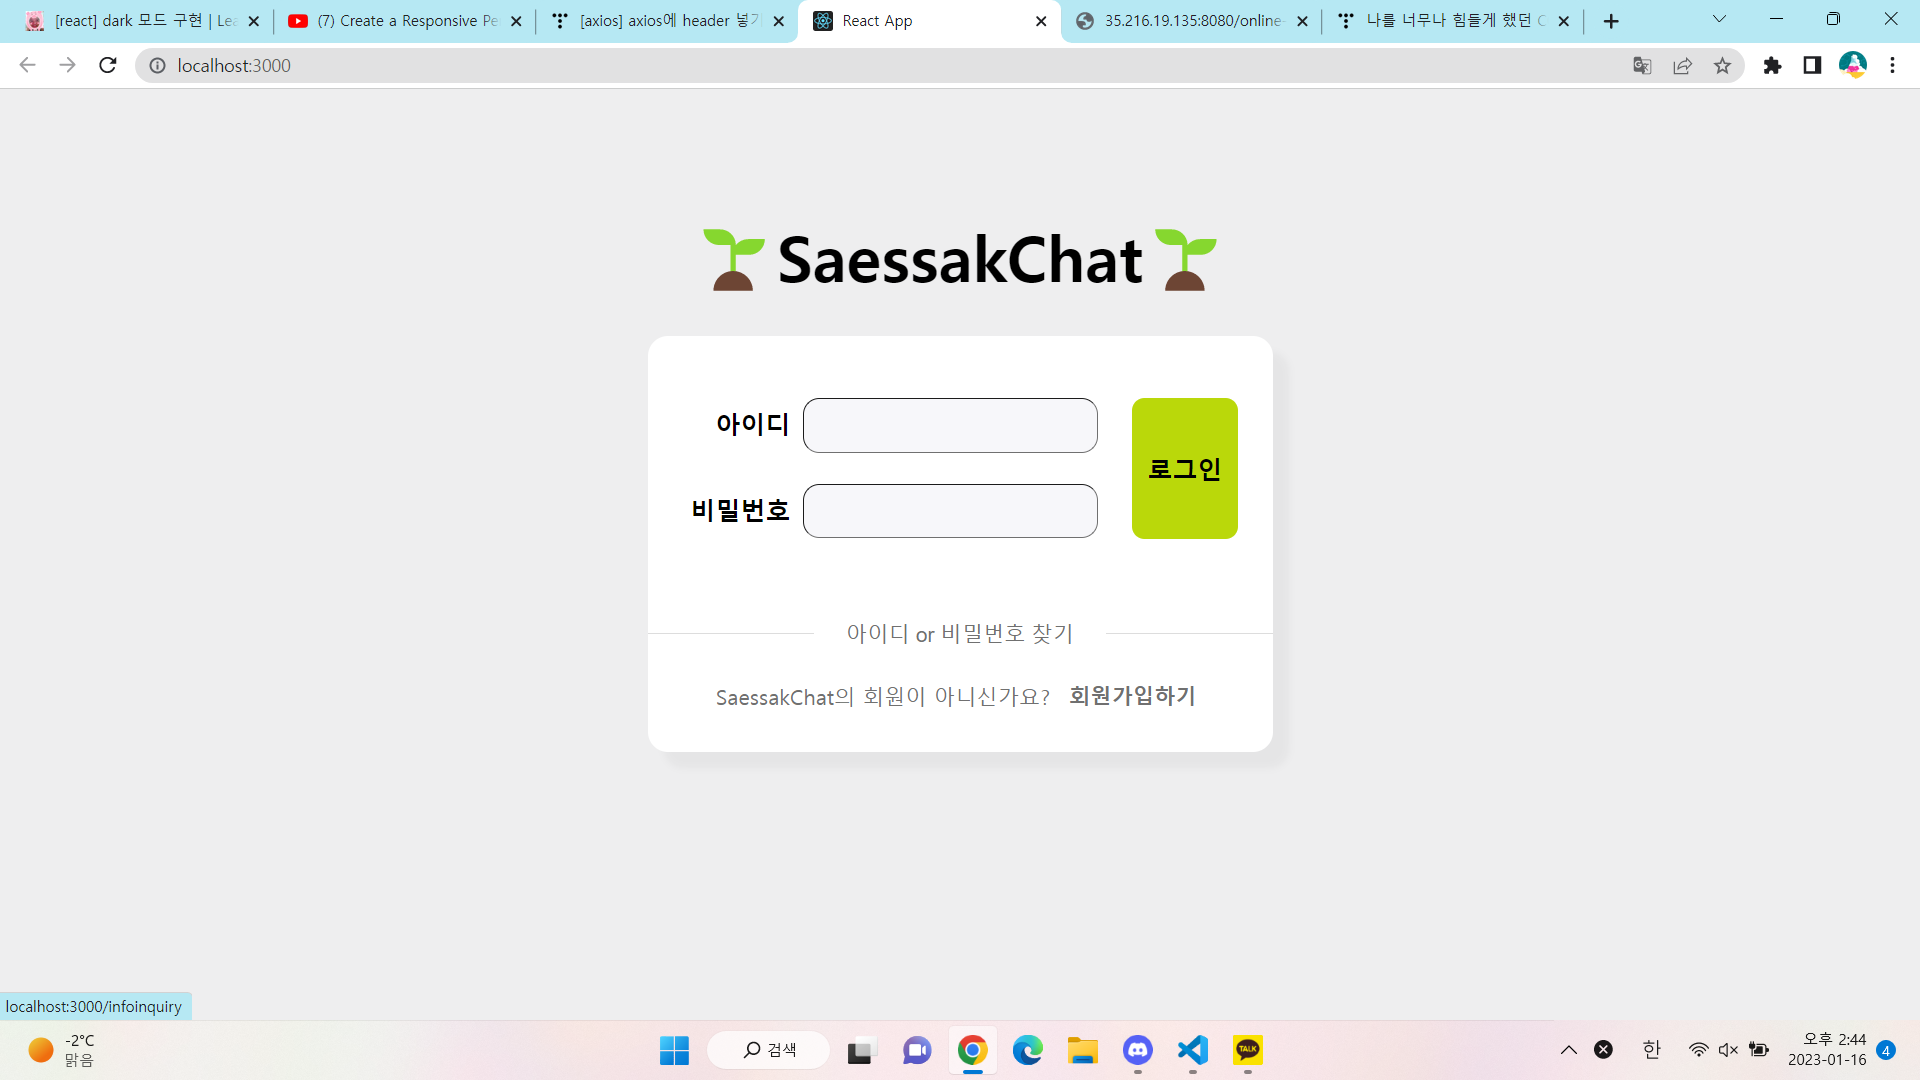 [react] dark 모드 구현 | Lea
(7) Create a Responsive Pe
[axios] axios에 header 넣기
React App
35.216.19.135:8080/online-
나를 너무나 힘들게 했던 C
localhost:3000
SaessakChat
아이디
로그인
비밀번호
아이디 or 비밀번호 찾기
SaessakChat의 회원이 아니신가요? 회원가입하기
localhost:3000/infoinquiry
-2°C
맑음
검색
TALK
한
오후 2:44
2023-01-16
4